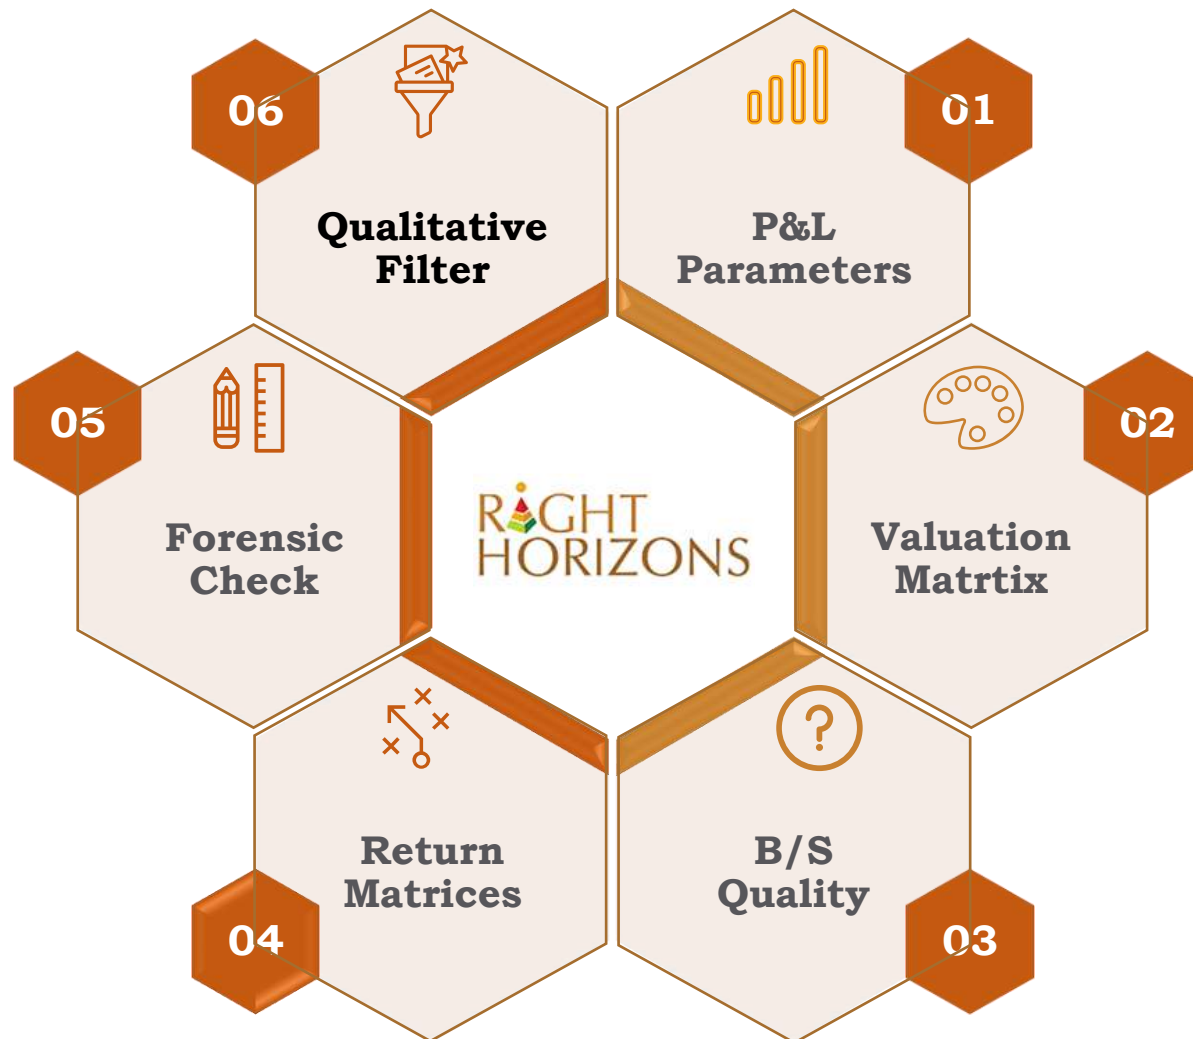 01
P&L
Parameters
02
Valuation
Matrtix
03
B/S
Quality
04
Return
Matrices
05
Forensic
Check
06
Qualitative
Filter
RIGHT
HORIZONS
?